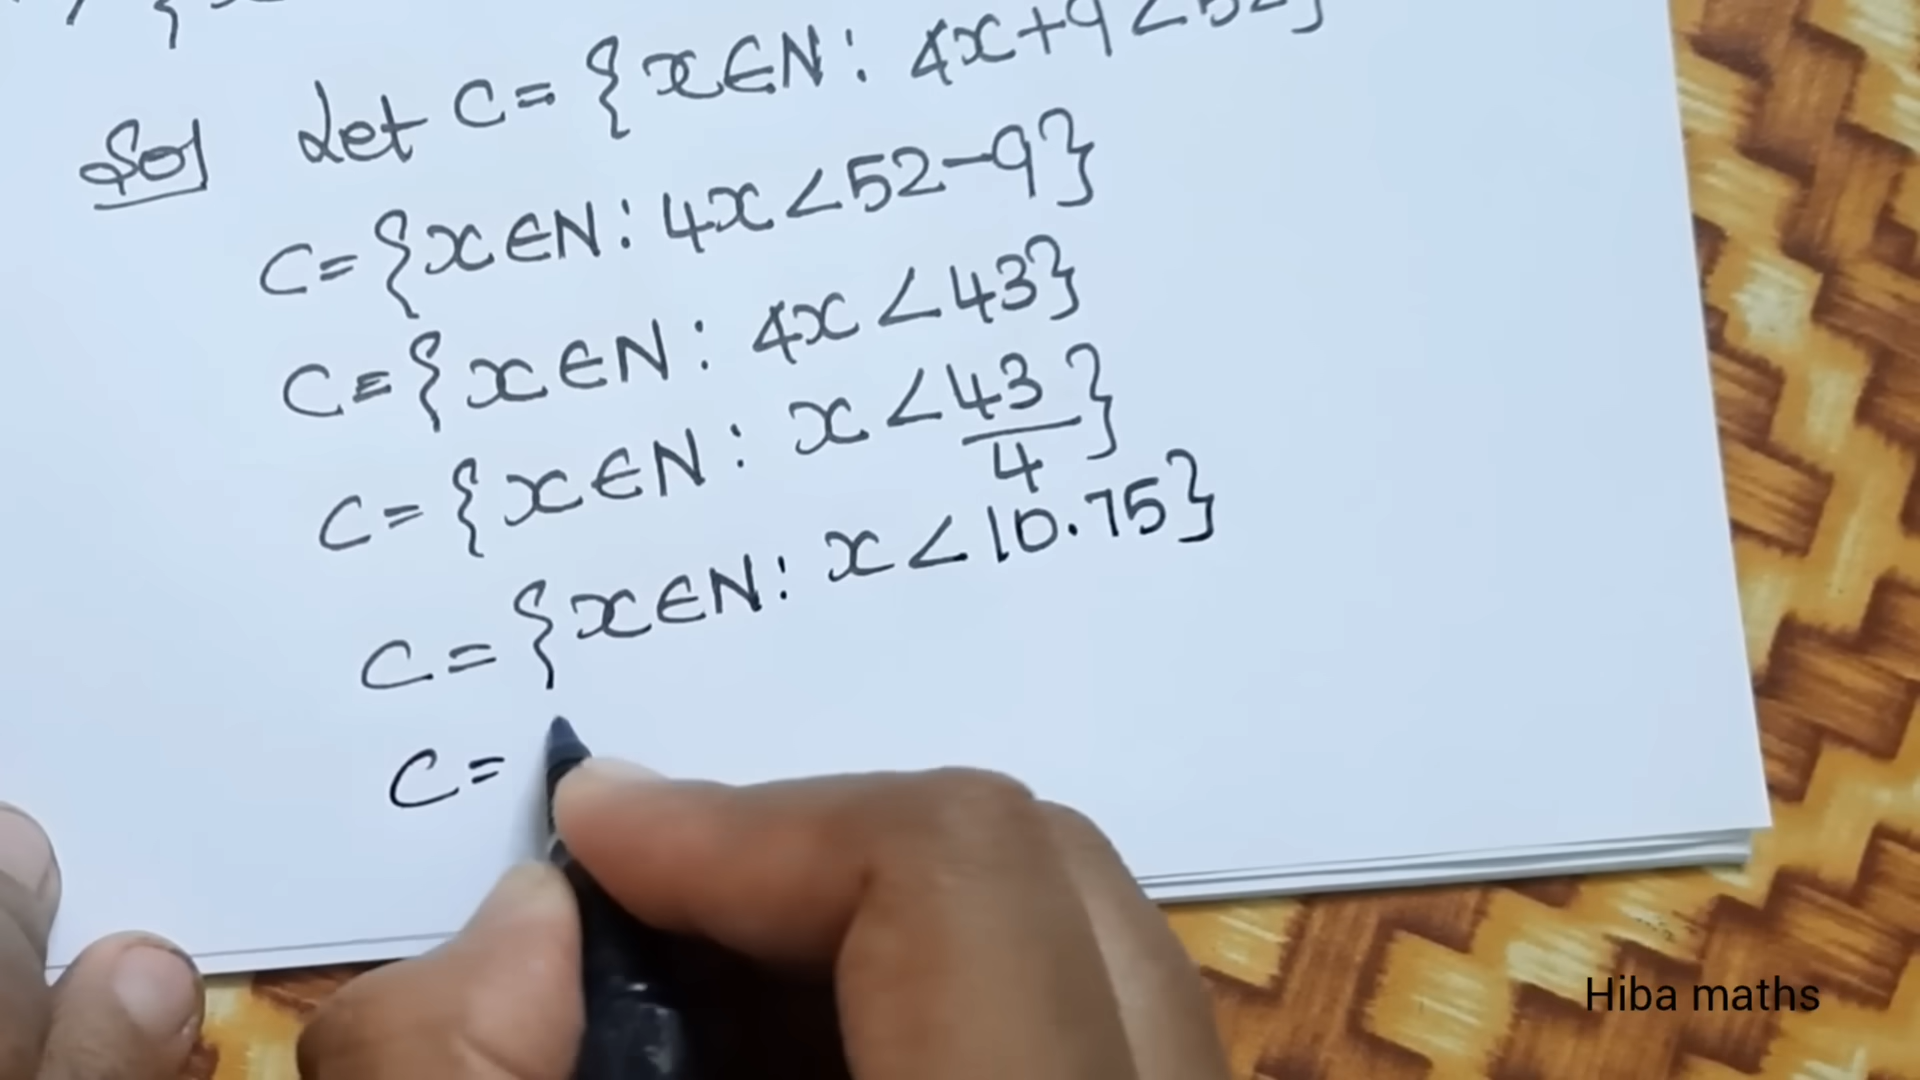 Sol Let C = {x∈N : 4x+9<52}
C = {x∈N : 4x<52-9}
C = {x∈N : 4x<43}
C = {x∈N : x<43/4}
C = {x∈N : x<10.75}
C =
Hiba maths